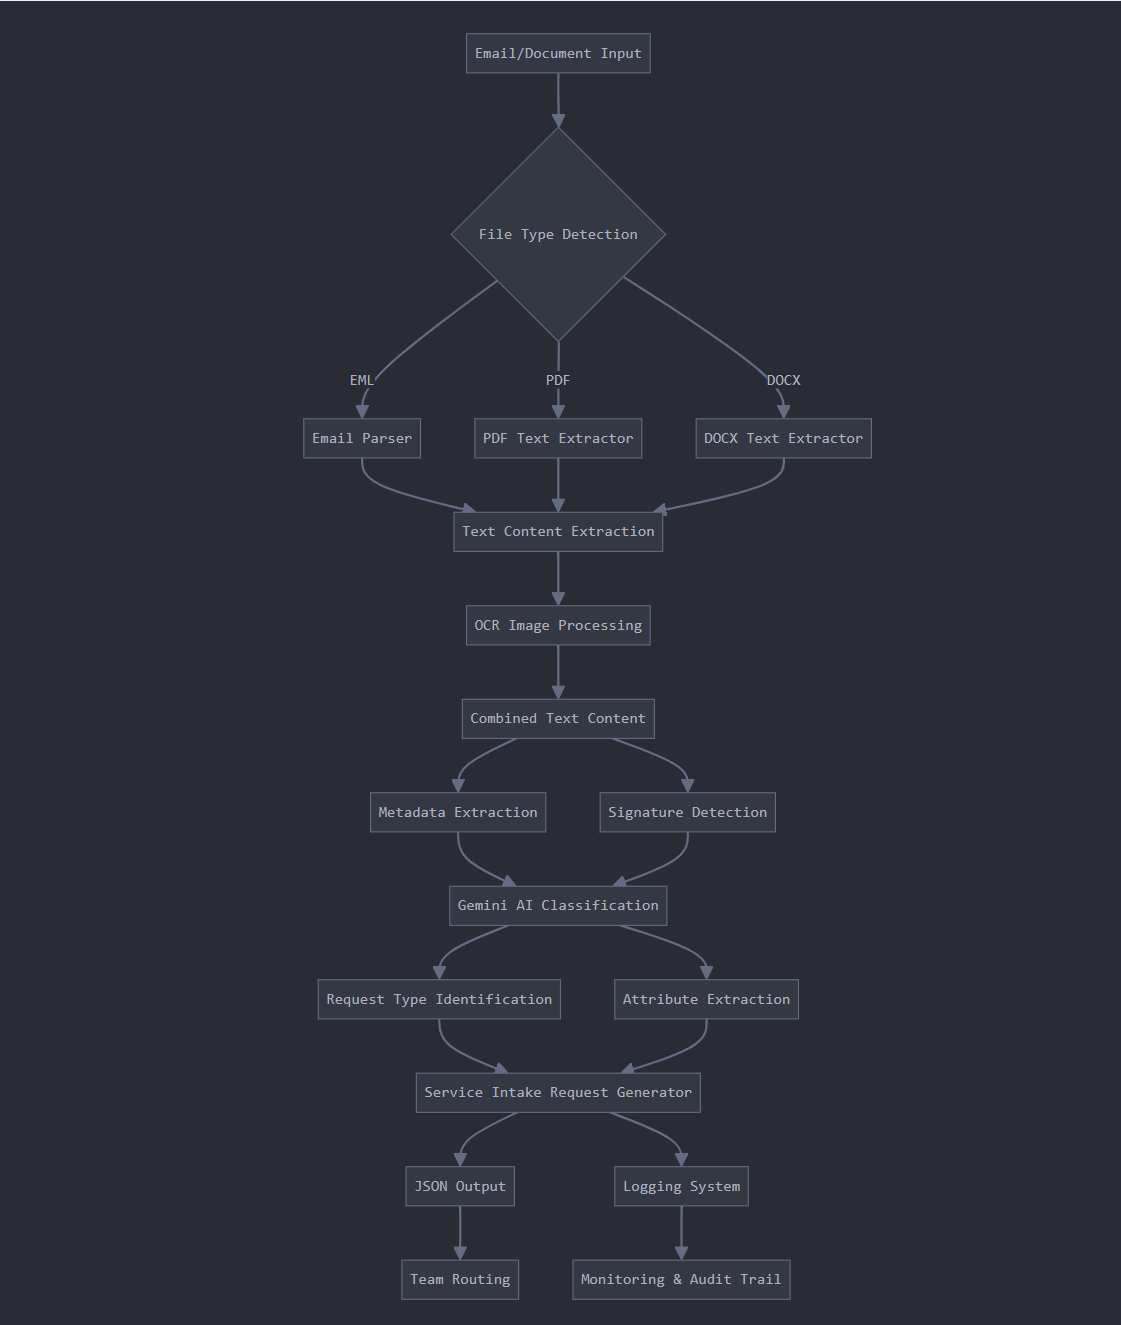 Email/Document Input
File Type Detection
EML
PDF
DOCX
Email Parser
PDF Text Extractor
DOCX Text Extractor
Text Content Extraction
OCR Image Processing
Combined Text Content
Metadata Extraction
Signature Detection
Gemini AI Classification
Request Type Identification
Attribute Extraction
Service Intake Request Generator
JSON Output
Logging System
Team Routing
Monitoring & Audit Trail